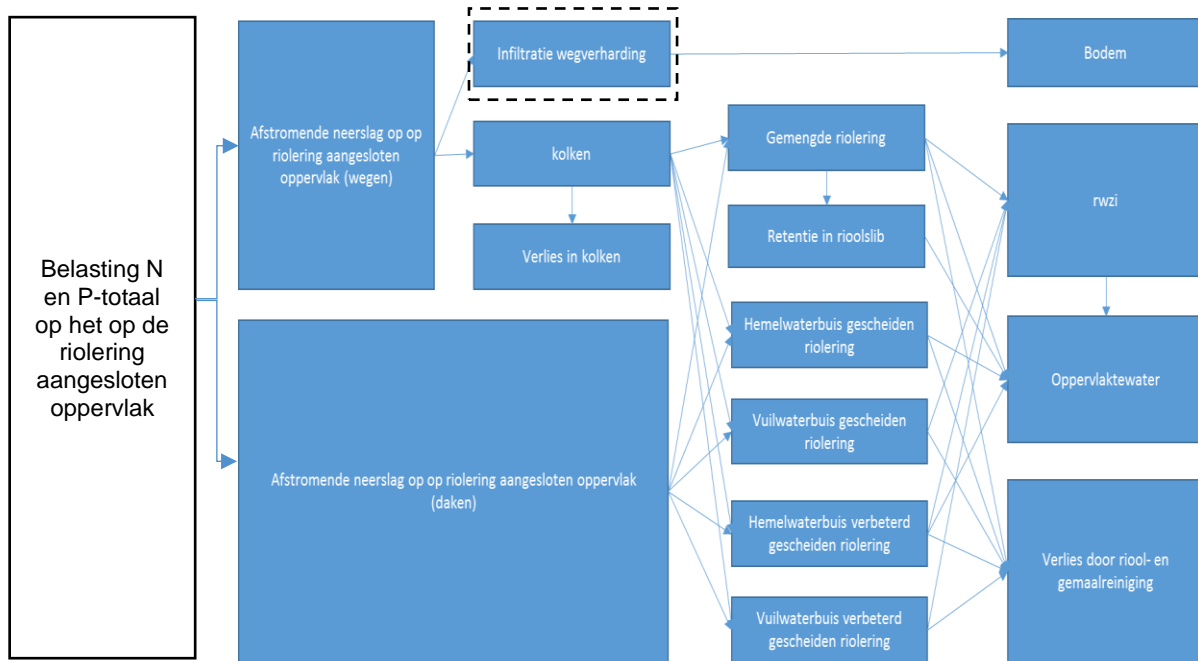 Belasting N
en P-totaal
op het op de
riolering
aangesloten
oppervlak
Afstromende neerslag op op
riolering aangesloten
oppervlak (wegen)
Afstromende neerslag op op riolering aangesloten oppervlak
(daken)
Infiltratie wegverharding
kolken
Verlies in kolken
Gemengde riolering
Retentie in rioolslib
Hemelwaterbuis gescheiden
riolering
Vuilwaterbuis gescheiden
riolering
Hemelwaterbuis verbeterd
gescheiden riolering
Vuilwaterbuis verbeterd
gescheiden riolering
Bodem
rwzi
Oppervlaktewater
Verlies door riool- en
gemaalreiniging